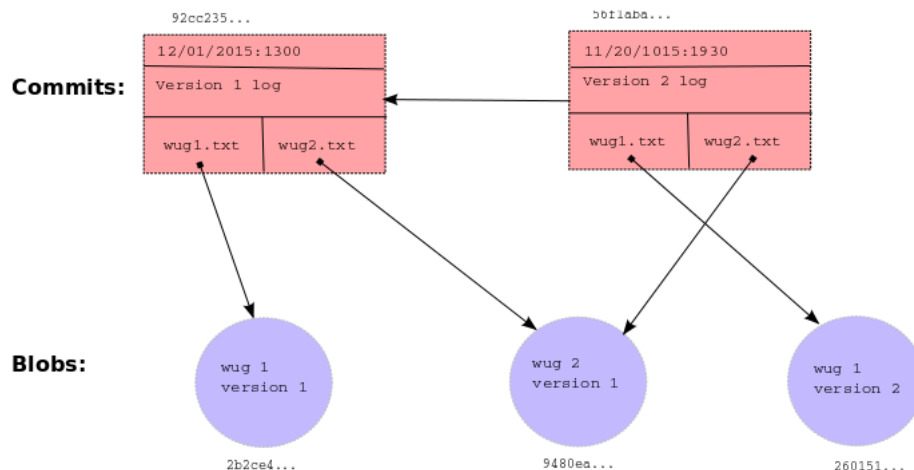 92cc235...
56f1aba...
12/01/2015:1300
11/20/1015:1930
Commits:
Version 1 log
Version 2 log
wug1.txt
wug2.txt
wug1.txt
wug2.txt
Blobs:
wug 1
version 1
wug 2
version 1
wug 1
version 2
2b2ce4...
9480ea...
260151...